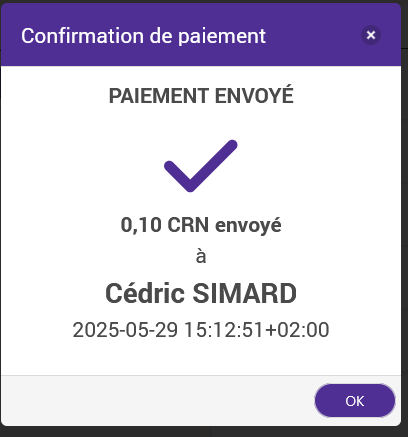 Confirmation de paiement
PAIEMENT ENVOYÉ
0,10 CRN envoyé
à
Cédric SIMARD
2025-05-29 15:12:51+02:00
OK